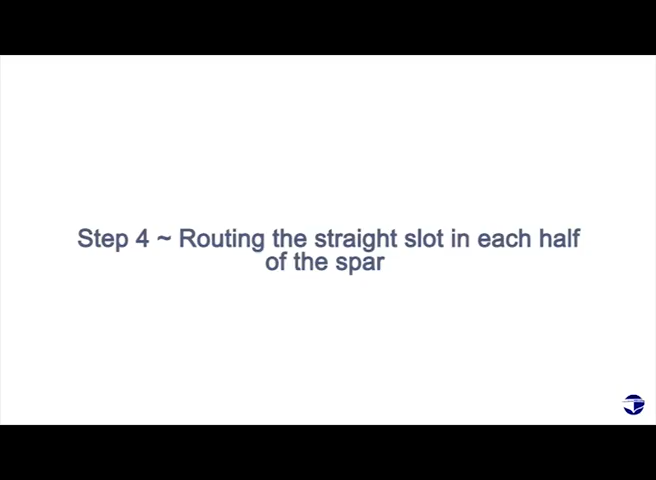 Step 4 ~ Routing the straight slot in each half
of the spar